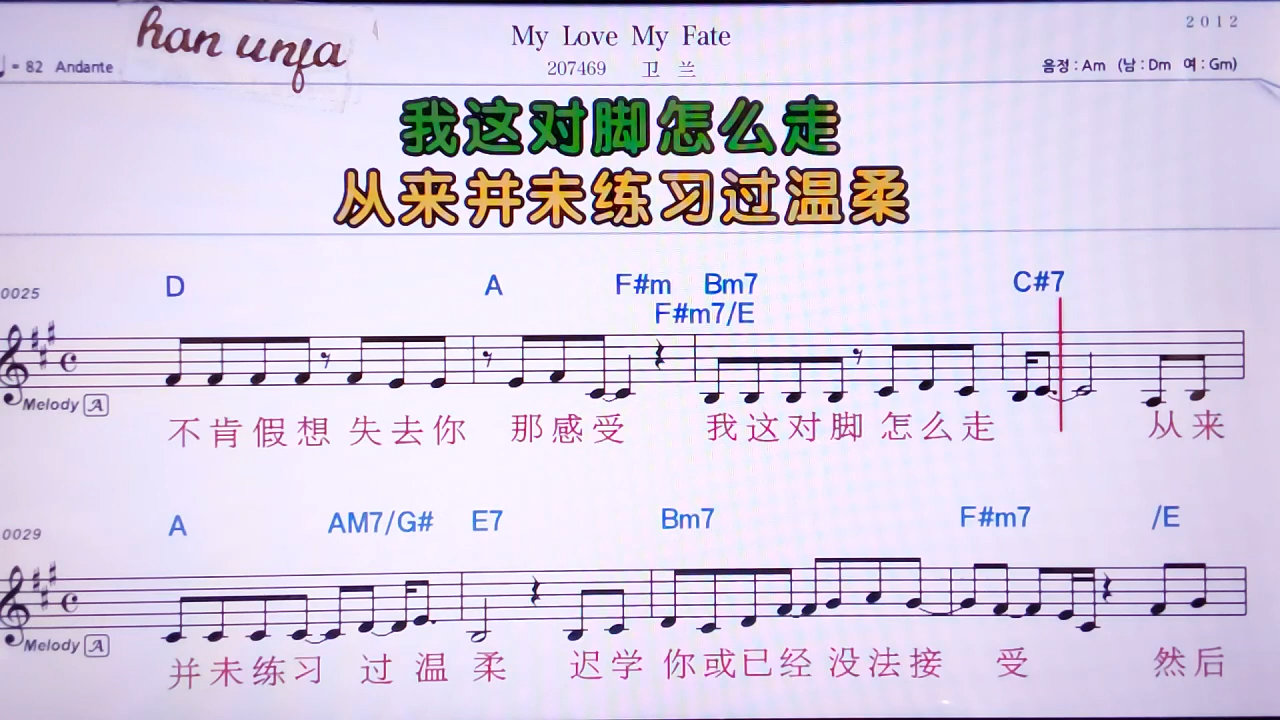 han unja
My Love My Fate
2012
= 82 Andante
207469 卫 兰
음정 : Am (남 : Dm 여 : Gm)
我这对脚怎么走
从来并未练习过温柔
0025
D A F#m Bm7 C#7
F#m7/E
Melody A
不肯假想 失去你 那感受 我这对脚 怎么走 从来
0029
A AM7/G# E7 Bm7 F#m7 /E
Melody A
并未练习 过 温 柔 迟学 你或已经 没法接 受 然后